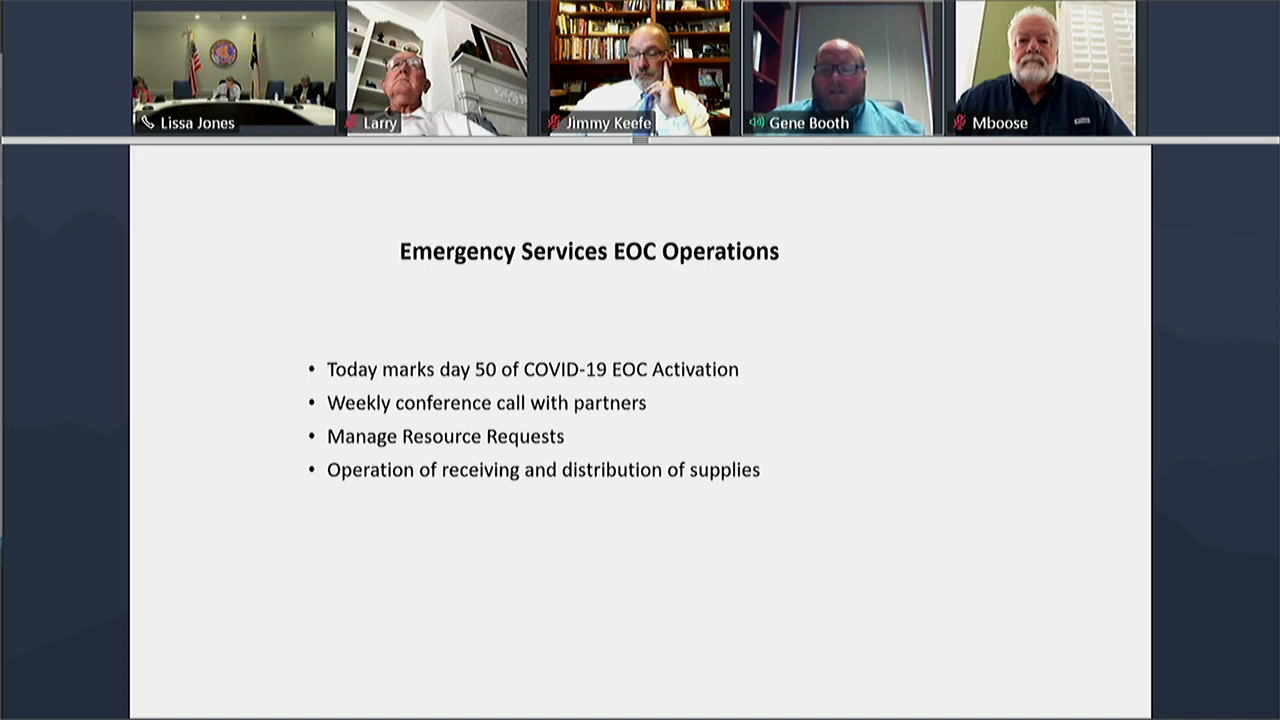 Lissa Jones
Larry
Jimmy Keefe
Gene Booth
Mboose
Emergency Services EOC Operations
• Today marks day 50 of COVID-19 EOC Activation
• Weekly conference call with partners
• Manage Resource Requests
• Operation of receiving and distribution of supplies